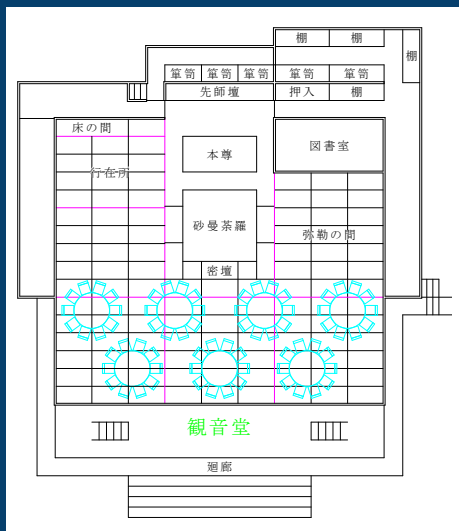 棚 棚
棚
箪笥 箪笥 箪笥 箪笥 箪笥
先師壇 押入 棚
床の間
本尊 図書室
行在所
砂曼荼羅 弥勒の間
密壇
観音堂
廻廊